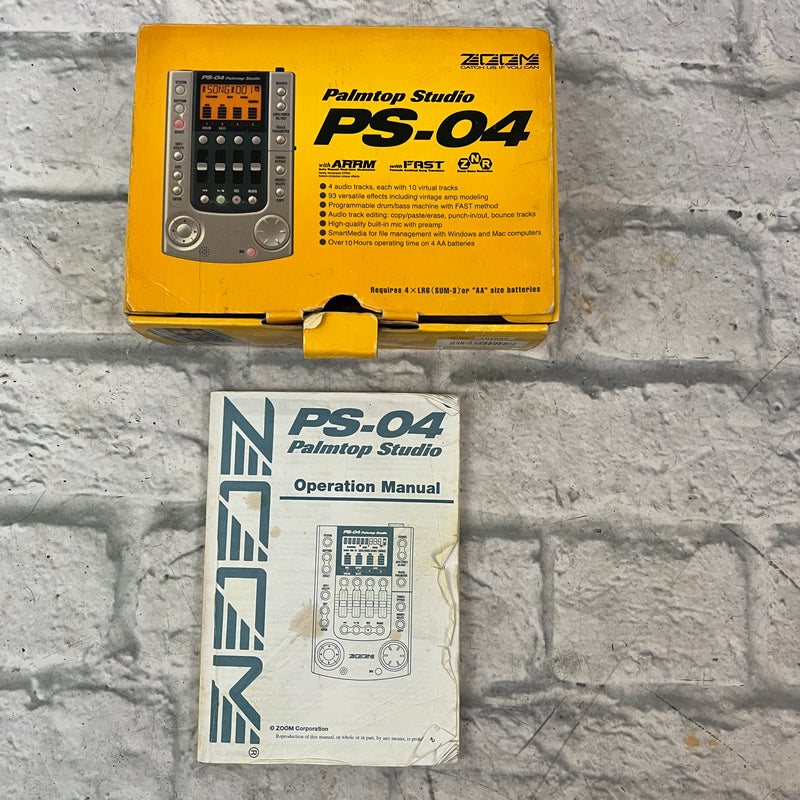 ZOOM
CATCH US IF YOU CAN
PS-04 Palmtop Studio
SONG 001
Palmtop Studio
PS-04
with ARRM
with FAST
ZNR
● 4 audio tracks, each with 10 virtual tracks
● 93 versatile effects including vintage amp modeling
● Programmable drum/bass machine with FAST method
● Audio track editing: copy/paste/erase, punch-in/out, bounce tracks
● High-quality built-in mic with preamp
● SmartMedia for file management with Windows and Mac computers
● Over 10 Hours operating time on 4 AA batteries
Requires 4 × LR6 (SUM-3) or "AA" size batteries
ZOOM®
PS-04
Palmtop Studio
Operation Manual
PS-04 Palmtop Studio
ZOOM
© ZOOM Corporation
Reproduction of this manual, in whole or in part, by any means, is